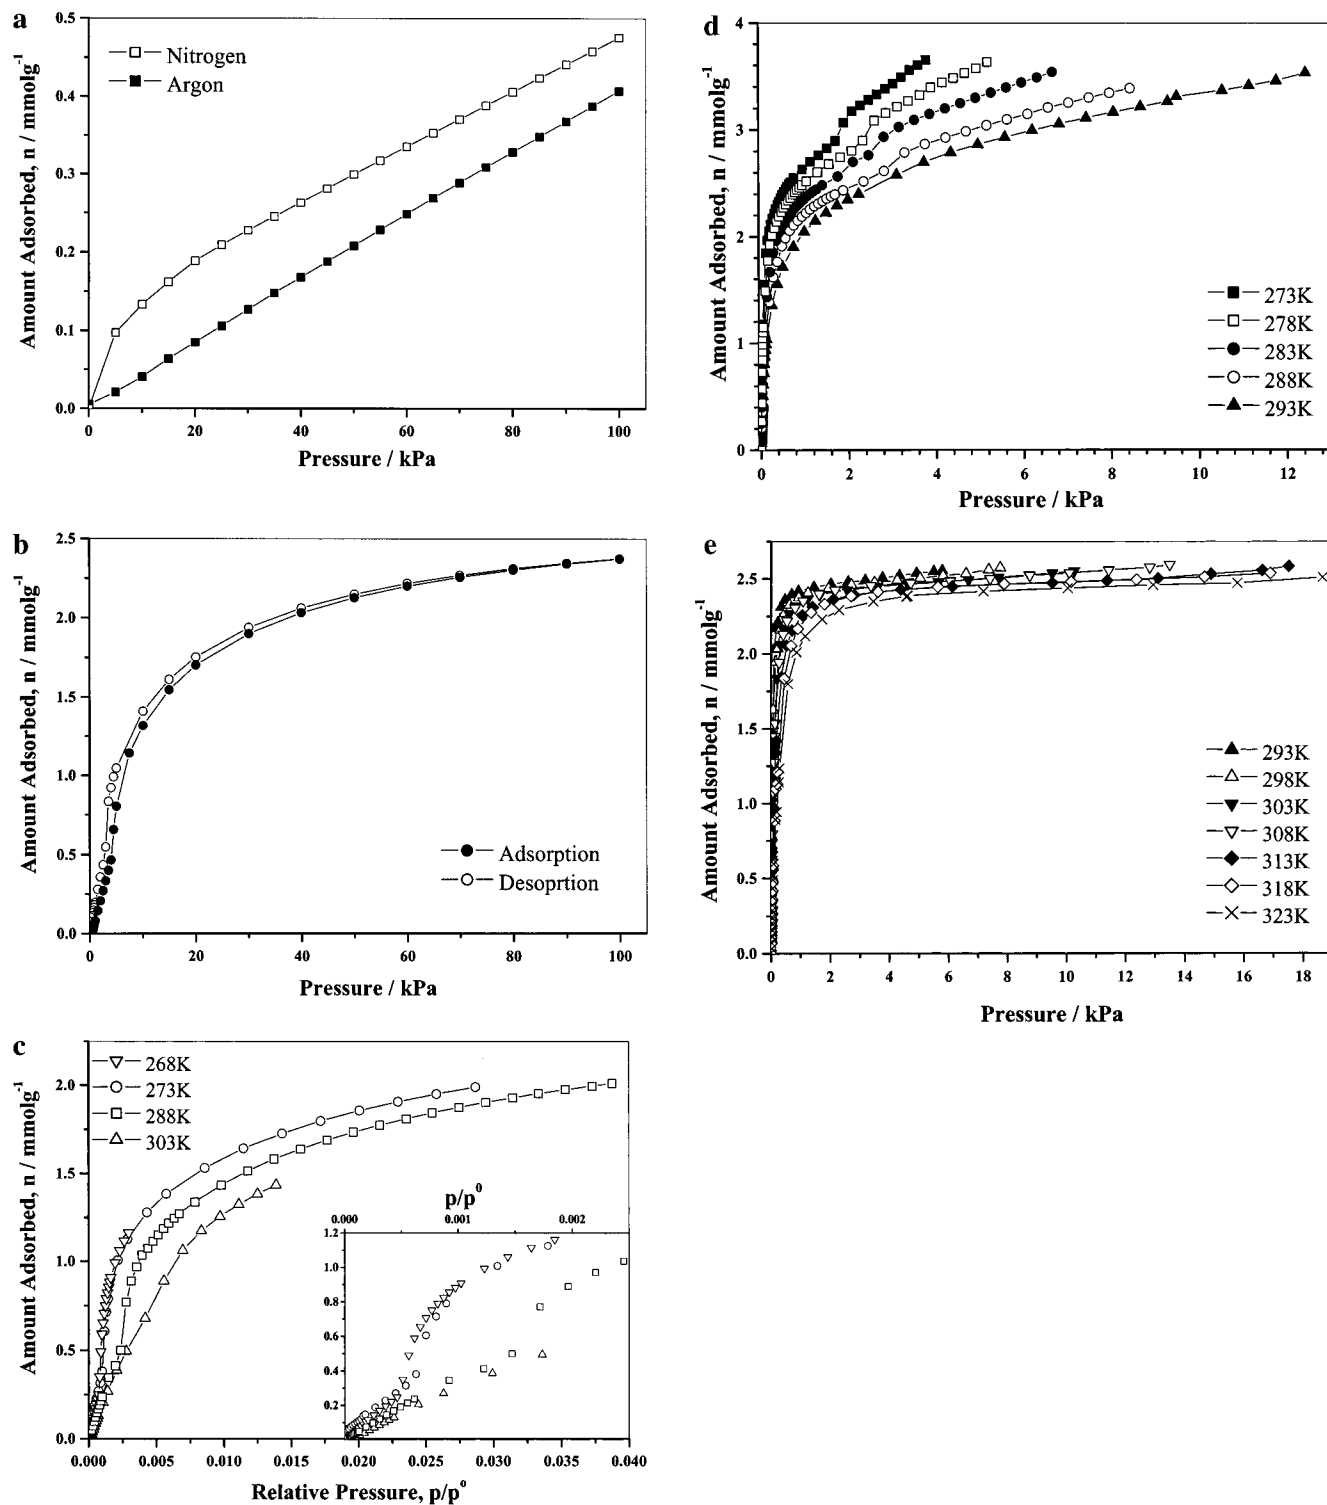 a
0.5
0.4
0.3
0.2
0.1
0.0
Amount Adsorbed, n / mmolg⁻¹
Nitrogen
Argon
0 20 40 60 80 100
Pressure / kPa
b
2.5
2.0
1.5
1.0
0.5
0.0
Amount Adsorbed, n / mmolg⁻¹
Adsorption
Desoprtion
0 20 40 60 80 100
Pressure / kPa
c
2.0
1.5
1.0
0.5
0.0
Amount Adsorbed, n / mmolg⁻¹
268K
273K
288K
303K
p/p⁰
0.000 0.001 0.002
1.2
1.0
0.8
0.6
0.4
0.2
0.000 0.005 0.010 0.015 0.020 0.025 0.030 0.035 0.040
Relative Pressure, p/p⁰
d
4
3
2
1
0
Amount Adsorbed, n / mmolg⁻¹
273K
278K
283K
288K
293K
0 2 4 6 8 10 12
Pressure / kPa
e
2.5
2.0
1.5
1.0
0.5
0.0
Amount Adsorbed, n / mmolg⁻¹
293K
298K
303K
308K
313K
318K
323K
0 2 4 6 8 10 12 14 16 18
Pressure / kPa